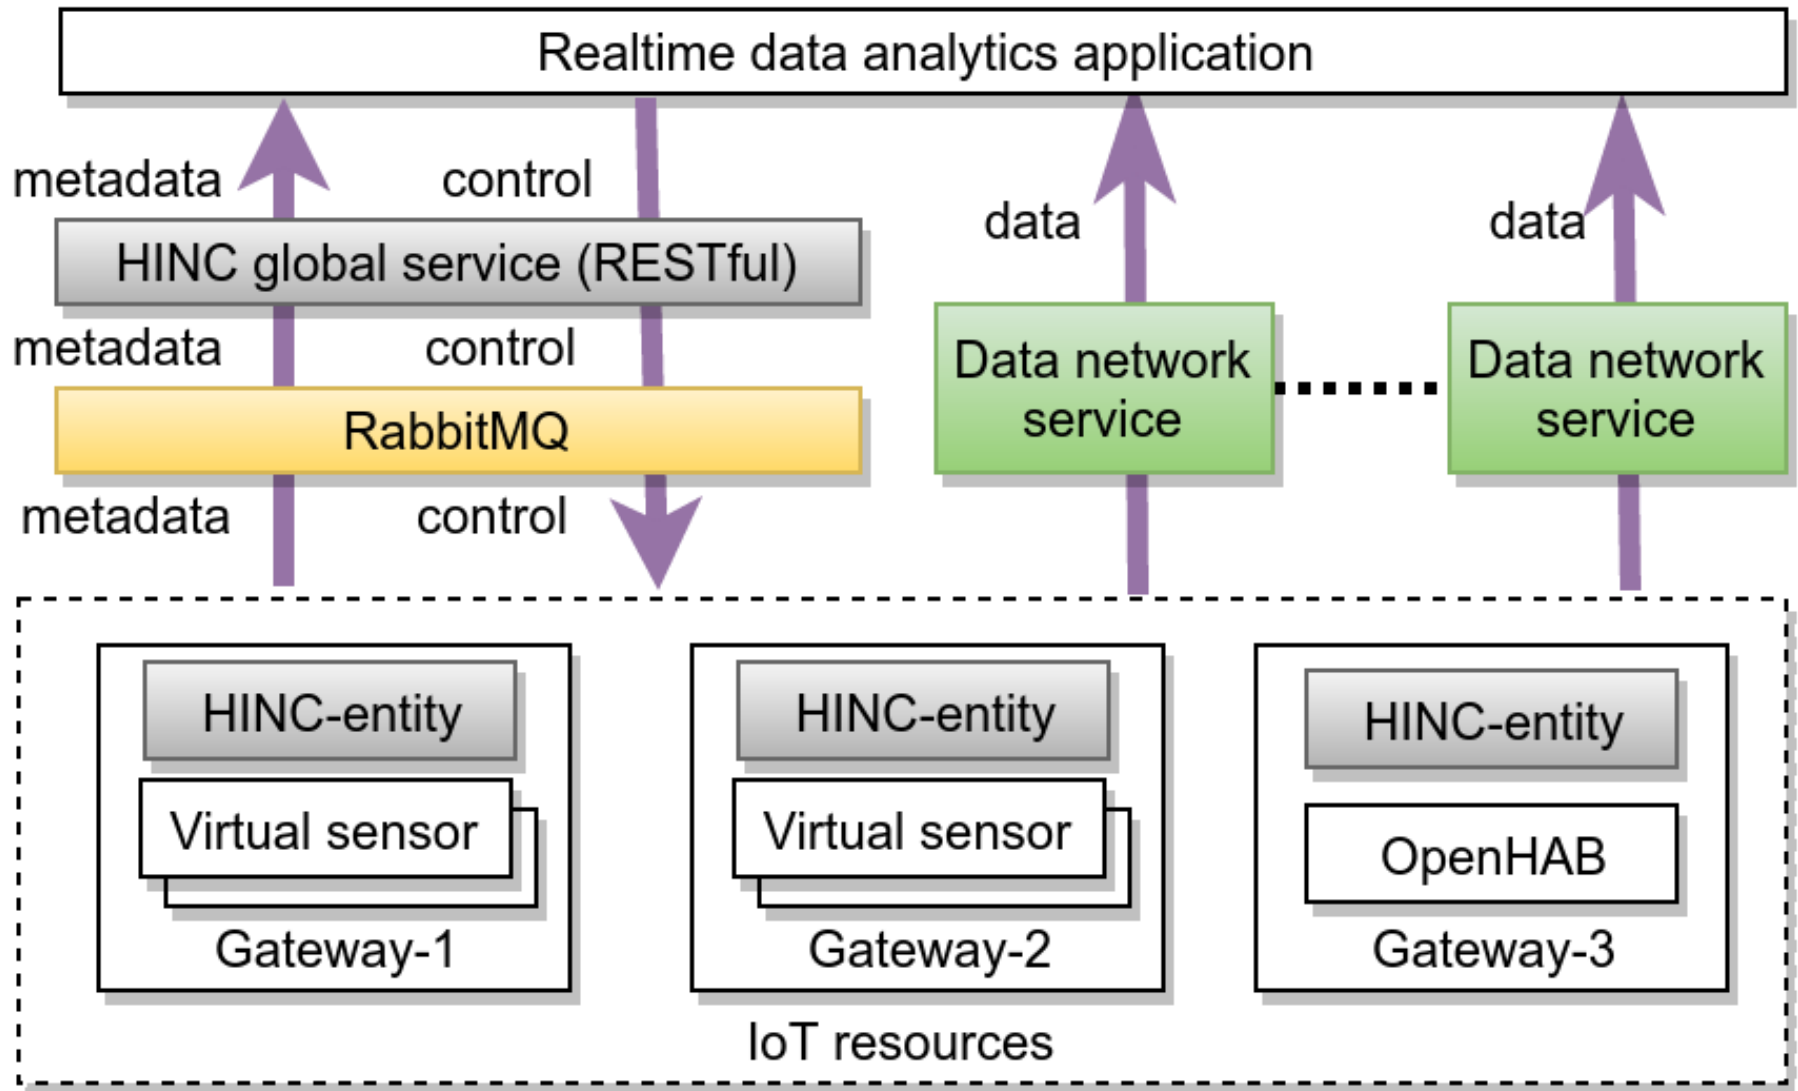 Realtime data analytics application
metadata
control
data
data
HINC global service (RESTful)
metadata
control
Data network
service
Data network
service
RabbitMQ
metadata
control
HINC-entity
Virtual sensor
Gateway-1
HINC-entity
Virtual sensor
Gateway-2
HINC-entity
OpenHAB
Gateway-3
IoT resources